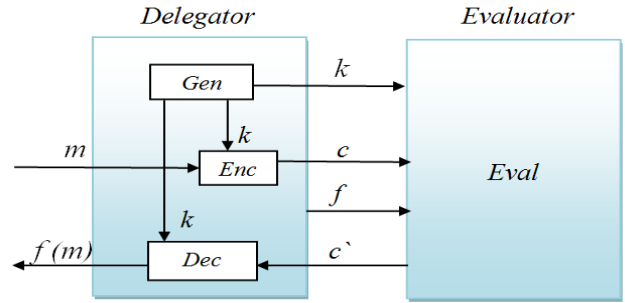 Delegator
Evaluator
Gen
k
k
m
Enc
c
Eval
f
k
f (m)
Dec
c`